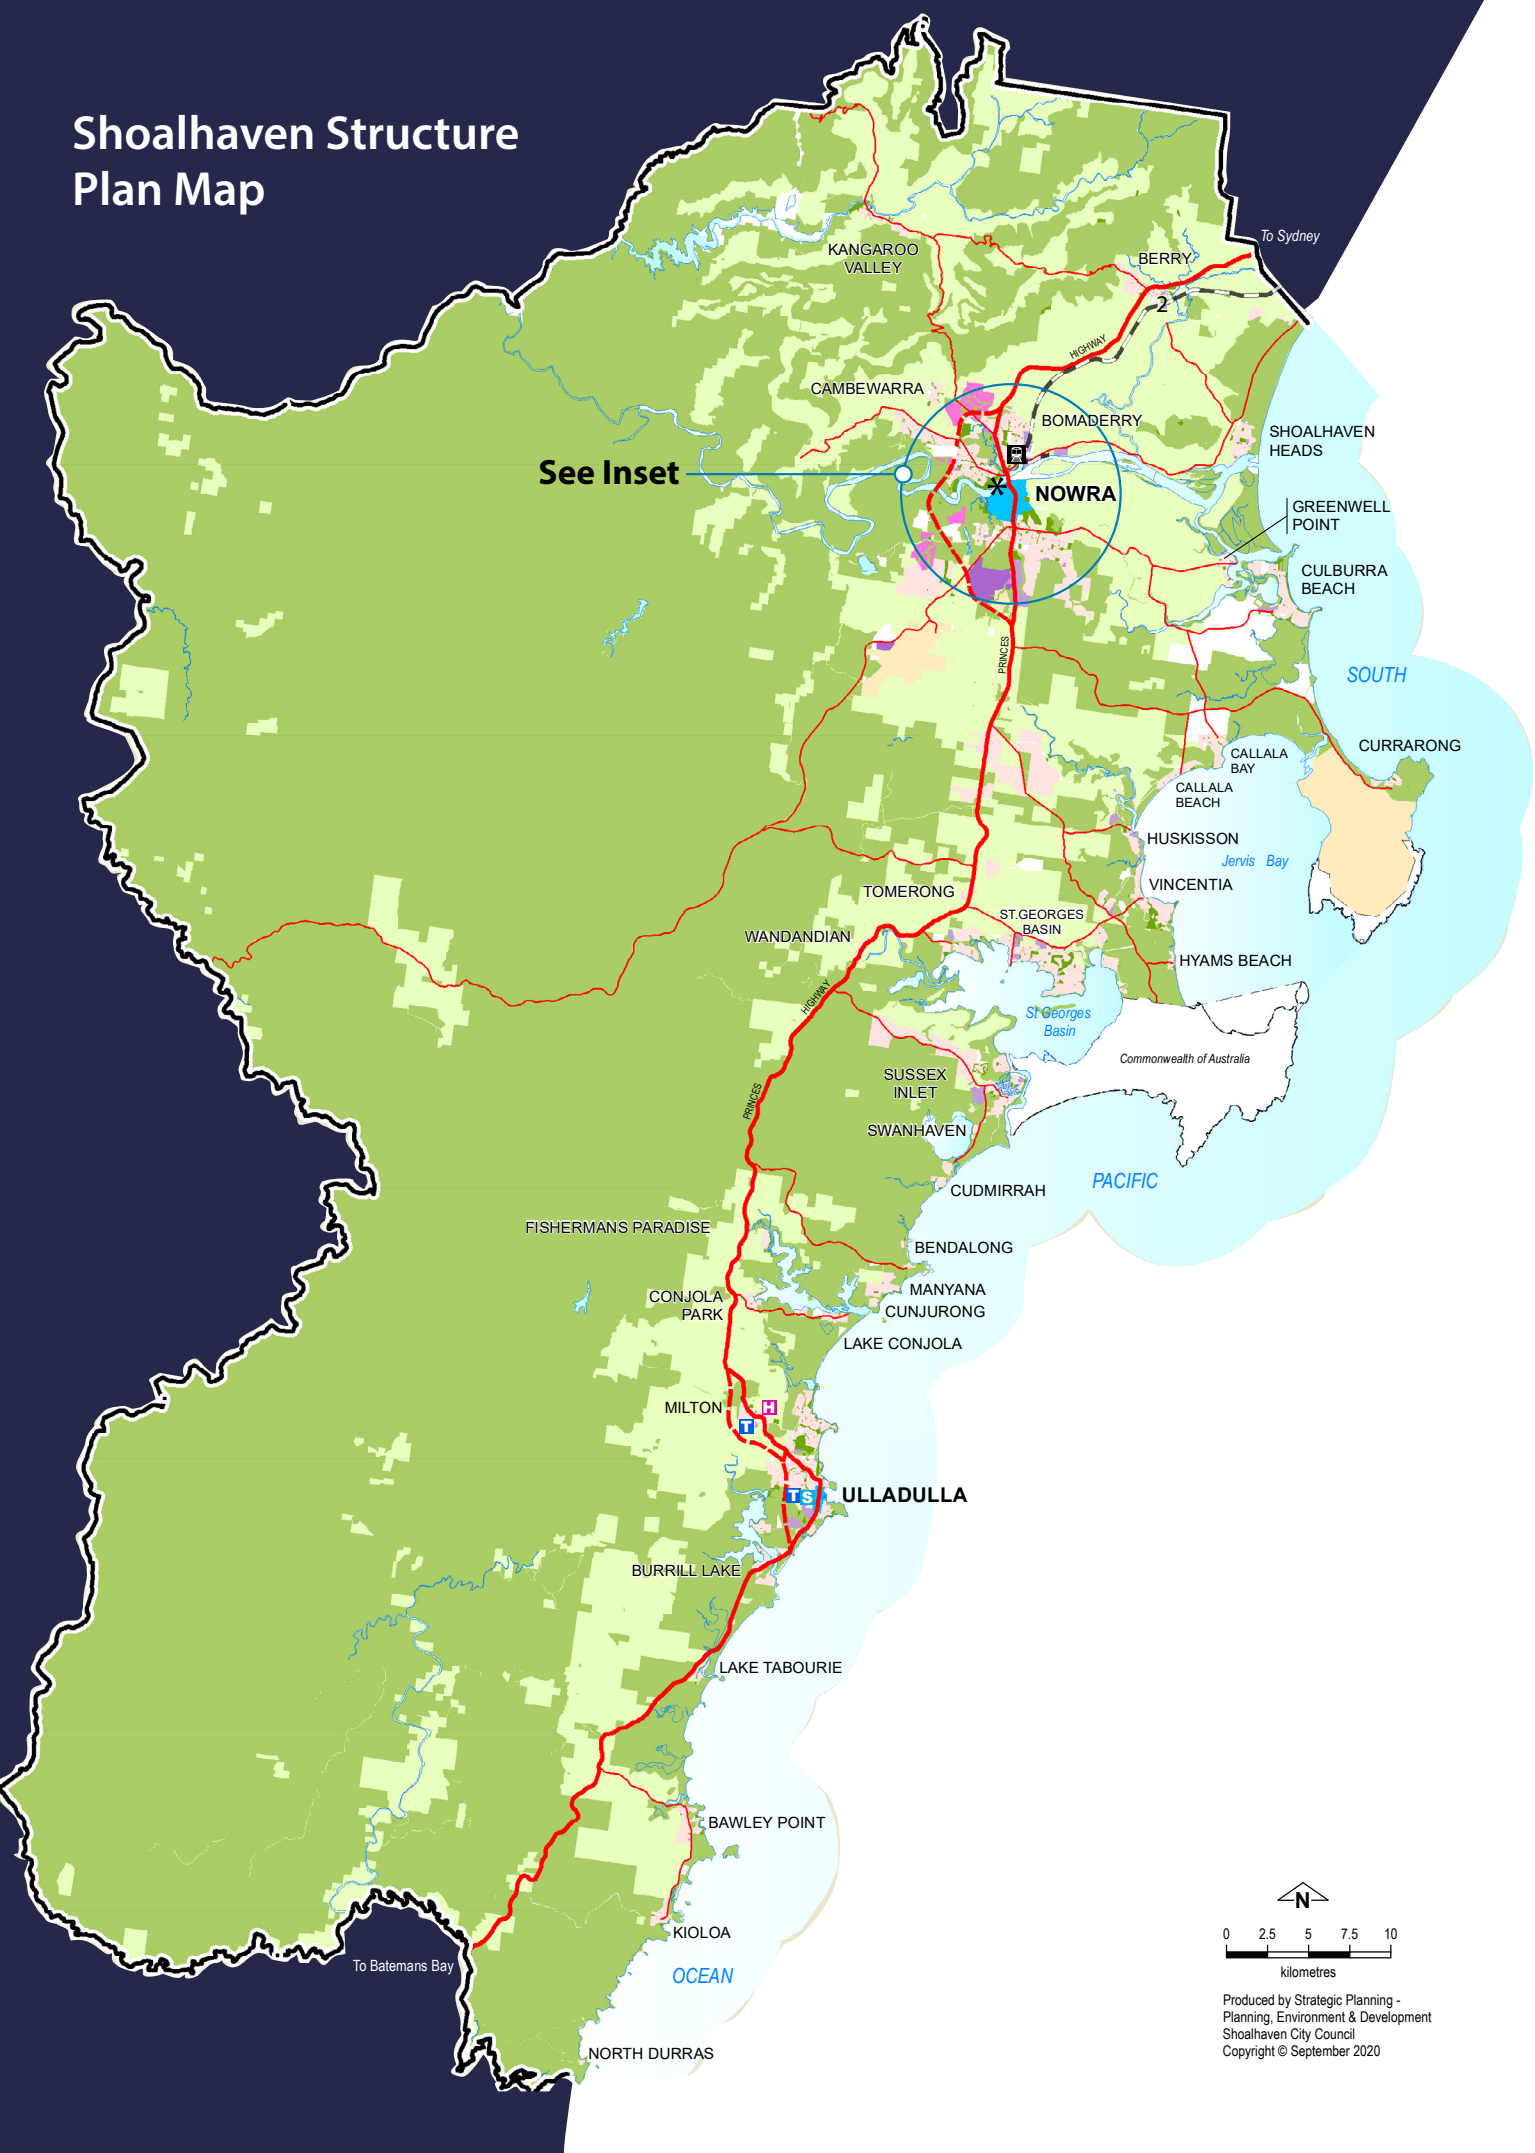 Shoalhaven Structure
Plan Map
To Sydney
KANGAROO
VALLEY
BERRY
2
HIGHWAY
CAMBEWARRA
BOMADERRY
SHOALHAVEN
HEADS
See Inset
NOWRA
GREENWELL
POINT
CULBURRA
BEACH
PRINCES
SOUTH
CURRARONG
CALLALA
BAY
CALLALA
BEACH
HUSKISSON
Jervis Bay
VINCENTIA
TOMERONG
ST.GEORGES
BASIN
WANDANDIAN
HYAMS BEACH
HIGHWAY
St Georges
Basin
Commonwealth of Australia
SUSSEX
INLET
PRINCES
SWANHAVEN
PACIFIC
CUDMIRRAH
FISHERMANS PARADISE
BENDALONG
MANYANA
CONJOLA
PARK
CUNJURONG
LAKE CONJOLA
MILTON
H
T
T S
ULLADULLA
BURRILL LAKE
LAKE TABOURIE
BAWLEY POINT
KIOLOA
To Batemans Bay
OCEAN
NORTH DURRAS
N
0 2.5 5 7.5 10
kilometres
Produced by Strategic Planning -
Planning, Environment & Development
Shoalhaven City Council
Copyright © September 2020